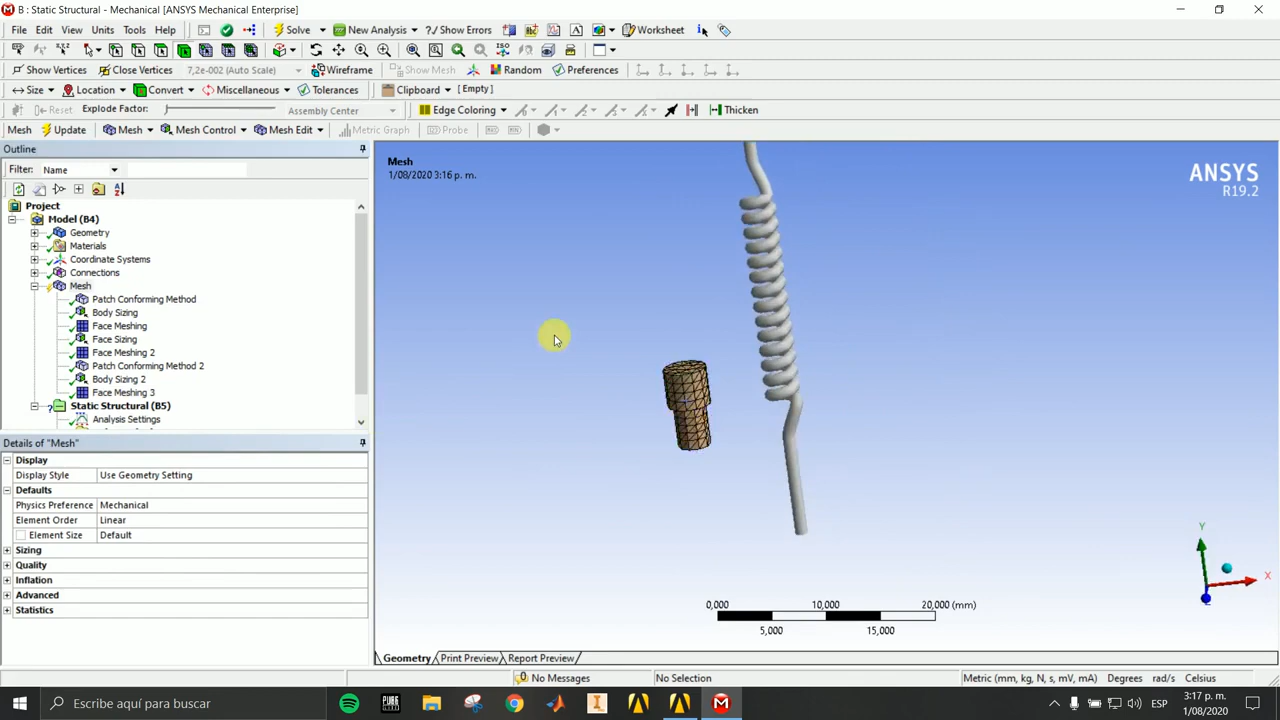 B : Static Structural - Mechanical [ANSYS Mechanical Enterprise]
File Edit View Units Tools Help Solve New Analysis ?/ Show Errors A Worksheet i
ISO
Show Vertices Close Vertices 7,2e-002 (Auto Scale) Wireframe Show Mesh Random Preferences
Size Location Convert Miscellaneous Tolerances Clipboard [Empty]
Reset Explode Factor: Assembly Center Edge Coloring Thicken
Mesh Update Mesh Mesh Control Mesh Edit Metric Graph Probe
Outline
Filter: Name
Project
Model (B4)
Geometry
Materials
Coordinate Systems
Connections
Mesh
Patch Conforming Method
Body Sizing
Face Meshing
Face Sizing
Face Meshing 2
Patch Conforming Method 2
Body Sizing 2
Face Meshing 3
Static Structural (B5)
Analysis Settings
Details of "Mesh"
Display
Display Style Use Geometry Setting
Defaults
Physics Preference Mechanical
Element Order Linear
Element Size Default
Sizing
Quality
Inflation
Advanced
Statistics
Mesh
1/08/2020 3:16 p. m.
ANSYS
R19.2
Y
X
Z
0,000 10,000 20,000 (mm)
5,000 15,000
Geometry Print Preview Report Preview
No Messages No Selection Metric (mm, kg, N, s, mV, mA) Degrees rad/s Celsius
Escribe aquí para buscar
PUBG
ESP
3:17 p. m.
1/08/2020